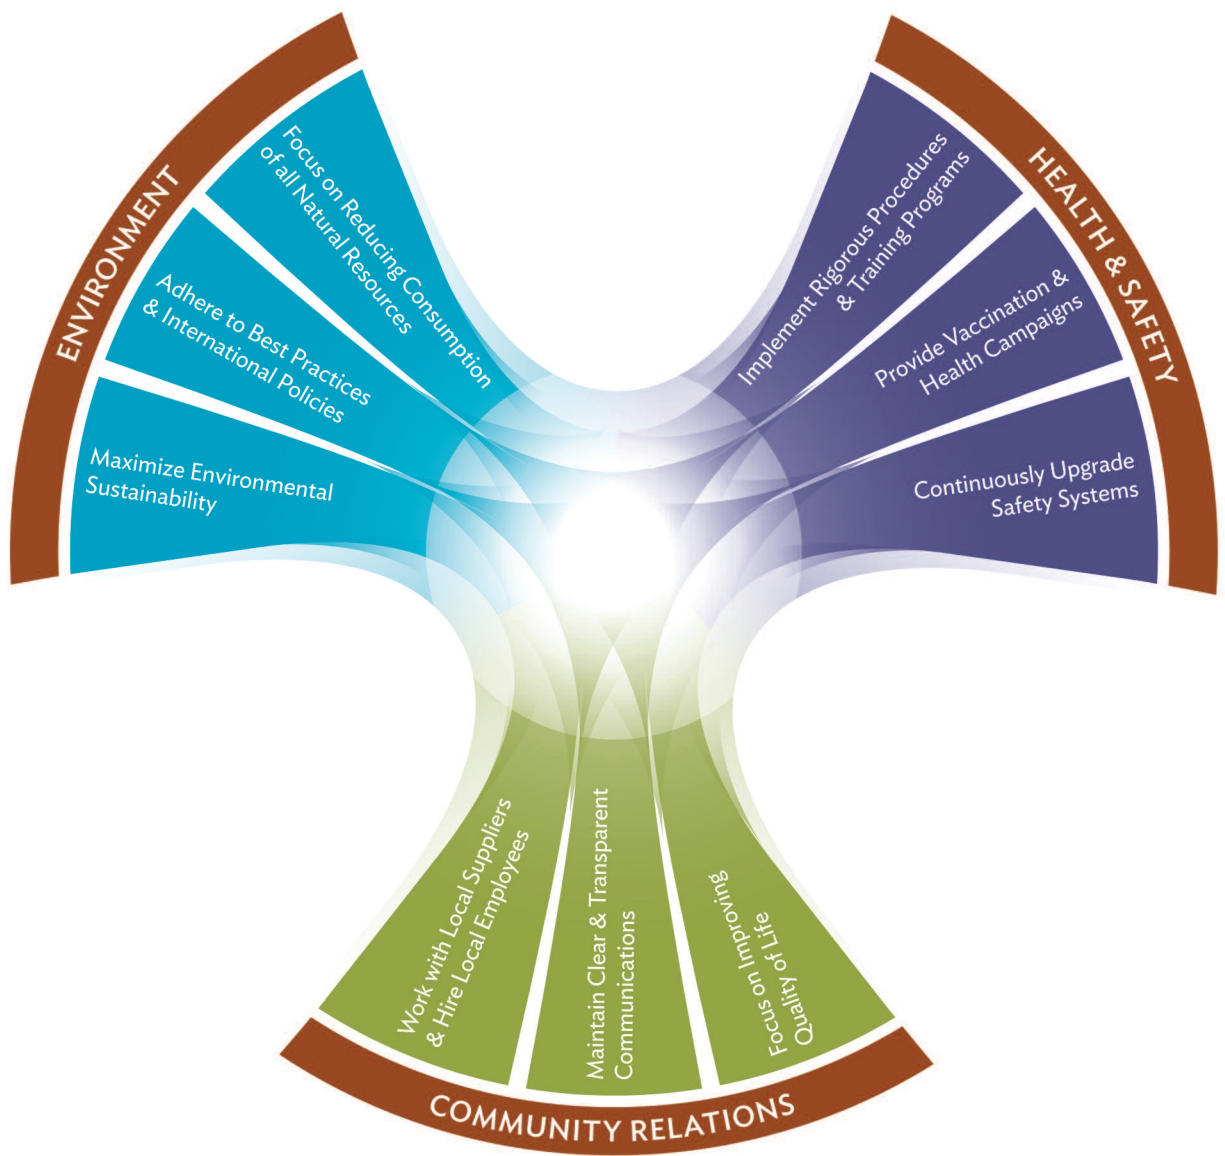 ENVIRONMENT
Focus on Reducing Consumption
of all Natural Resources
Adhere to Best Practices
& International Policies
Maximize Environmental
Sustainability
HEALTH & SAFETY
Implement Rigorous Procedures
& Training Programs
Provide Vaccination &
Health Campaigns
Continuously Upgrade
Safety Systems
Work with Local Suppliers
& Hire Local Employees
Maintain Clear & Transparent
Communications
Focus on Improving
Quality of Life
COMMUNITY RELATIONS